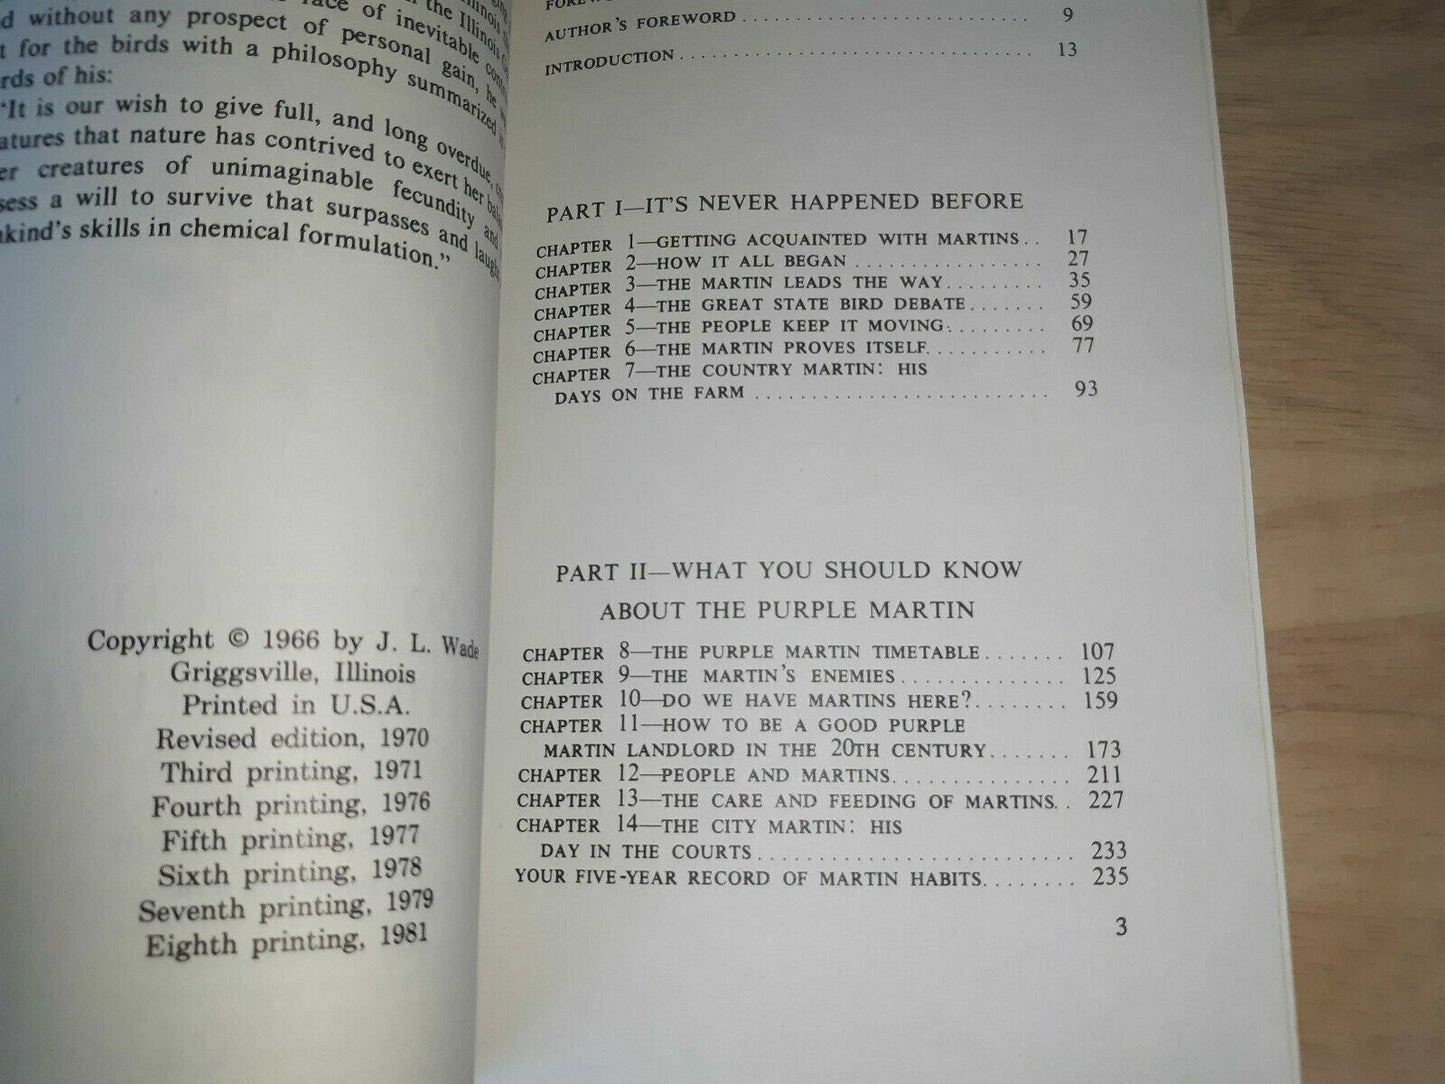 face of inevitable
d without any prospect of personal gain, he
t for the birds with a philosophy summarized
rds of his:
"It is our wish to give full, and long overdue,
atures that nature has contrived to exert her
er creatures of unimaginable fecundity and
sess a will to survive that surpasses and laugh
nkind's skills in chemical formulation."
Copyright © 1966 by J. L. Wade
Griggsville, Illinois
Printed in U.S.A.
Revised edition, 1970
Third printing, 1971
Fourth printing, 1976
Fifth printing, 1977
Sixth printing, 1978
Seventh printing, 1979
Eighth printing, 1981
AUTHOR'S FOREWORD . . . . . . . . . . . . . . . . . . . . . . . . . . 9
INTRODUCTION . . . . . . . . . . . . . . . . . . . . . . . . . . . . . . . 13
PART I—IT'S NEVER HAPPENED BEFORE
CHAPTER 1—GETTING ACQUAINTED WITH MARTINS . . 17
CHAPTER 2—HOW IT ALL BEGAN . . . . . . . . . . . . . . . . . 27
CHAPTER 3—THE MARTIN LEADS THE WAY . . . . . . . . . 35
CHAPTER 4—THE GREAT STATE BIRD DEBATE . . . . . . . 59
CHAPTER 5—THE PEOPLE KEEP IT MOVING . . . . . . . . . 69
CHAPTER 6—THE MARTIN PROVES ITSELF . . . . . . . . . . . 77
CHAPTER 7—THE COUNTRY MARTIN: HIS
DAYS ON THE FARM . . . . . . . . . . . . . . . . . . . . . . . . . . 93
PART II—WHAT YOU SHOULD KNOW
ABOUT THE PURPLE MARTIN
CHAPTER 8—THE PURPLE MARTIN TIMETABLE . . . . . . . 107
CHAPTER 9—THE MARTIN'S ENEMIES . . . . . . . . . . . . . . 125
CHAPTER 10—DO WE HAVE MARTINS HERE? . . . . . . . . 159
CHAPTER 11—HOW TO BE A GOOD PURPLE
MARTIN LANDLORD IN THE 20TH CENTURY . . . . . . . 173
CHAPTER 12—PEOPLE AND MARTINS . . . . . . . . . . . . . . . 211
CHAPTER 13—THE CARE AND FEEDING OF MARTINS . . 227
CHAPTER 14—THE CITY MARTIN: HIS
DAY IN THE COURTS . . . . . . . . . . . . . . . . . . . . . . . . . . . 233
YOUR FIVE-YEAR RECORD OF MARTIN HABITS . . . . . . . . 235
3